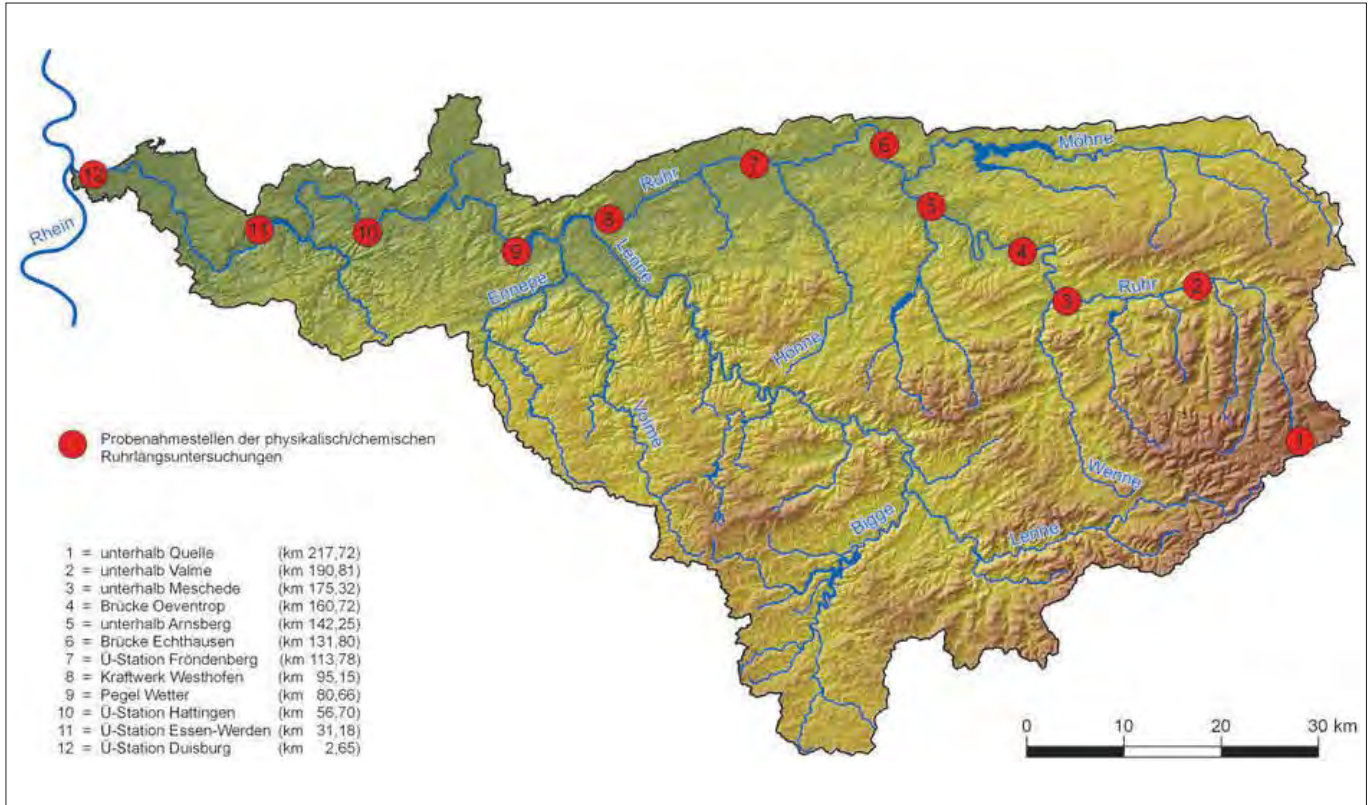 Möhne
Ruhr
Rhein
Lenne
Ennepe
Ruhr
Hönne
Volme
Wenne
Bigge
Lenne
12
11
10
9
8
7
6
5
4
3
2
1
Probenahmestellen der physikalisch/chemischen
Ruhrlängsuntersuchungen
1 = unterhalb Quelle (km 217,72)
2 = unterhalb Valme (km 190,81)
3 = unterhalb Meschede (km 175,32)
4 = Brücke Oeventrop (km 160,72)
5 = unterhalb Arnsberg (km 142,25)
6 = Brücke Echthausen (km 131,80)
7 = Ü-Station Fröndenberg (km 113,78)
8 = Kraftwerk Westhofen (km 95,15)
9 = Pegel Wetter (km 80,66)
10 = Ü-Station Hattingen (km 56,70)
11 = Ü-Station Essen-Werden (km 31,18)
12 = Ü-Station Duisburg (km 2,65)
0 10 20 30 km